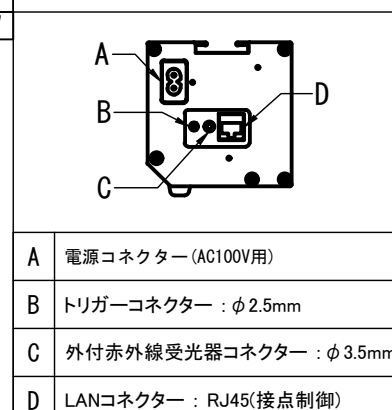 A
B
D
C
A 電源コネクター(AC100V用)
B トリガーコネクター：φ2.5mm
C 外付赤外線受光器コネクター：φ3.5mm
D LANコネクター：RJ45(接点制御)